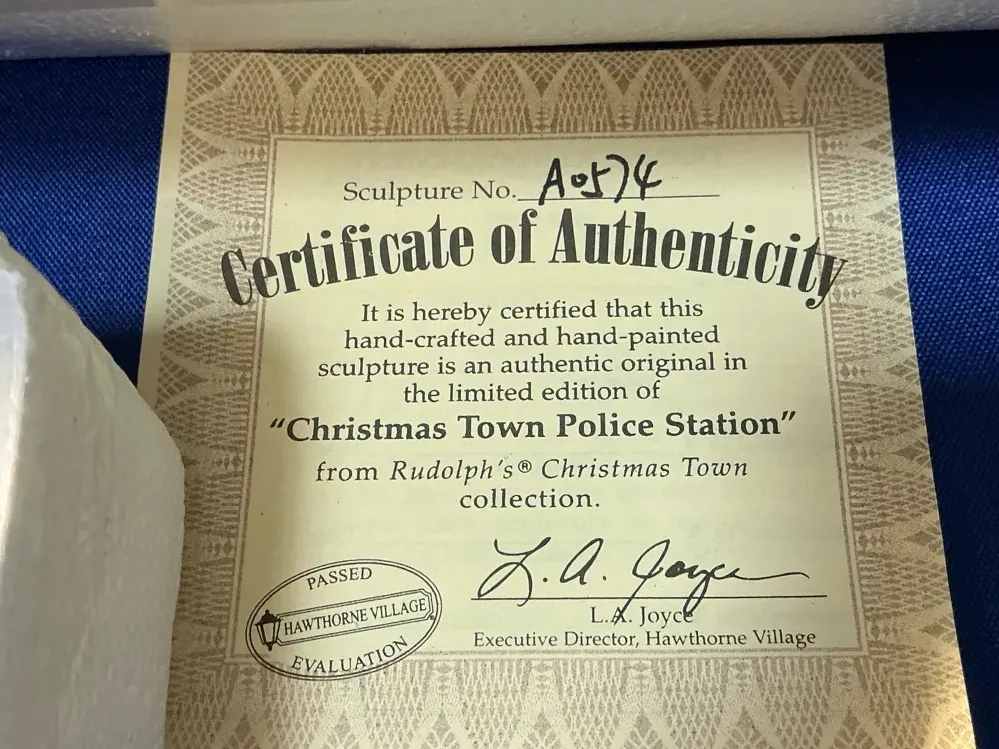 Sculpture No. A0574
Certificate of Authenticity
It is hereby certified that this
hand-crafted and hand-painted
sculpture is an authentic original in
the limited edition of
"Christmas Town Police Station"
from Rudolph's® Christmas Town
collection.
L. A. Joyce
L.A. Joyce
Executive Director, Hawthorne Village
PASSED
HAWTHORNE VILLAGE
EVALUATION